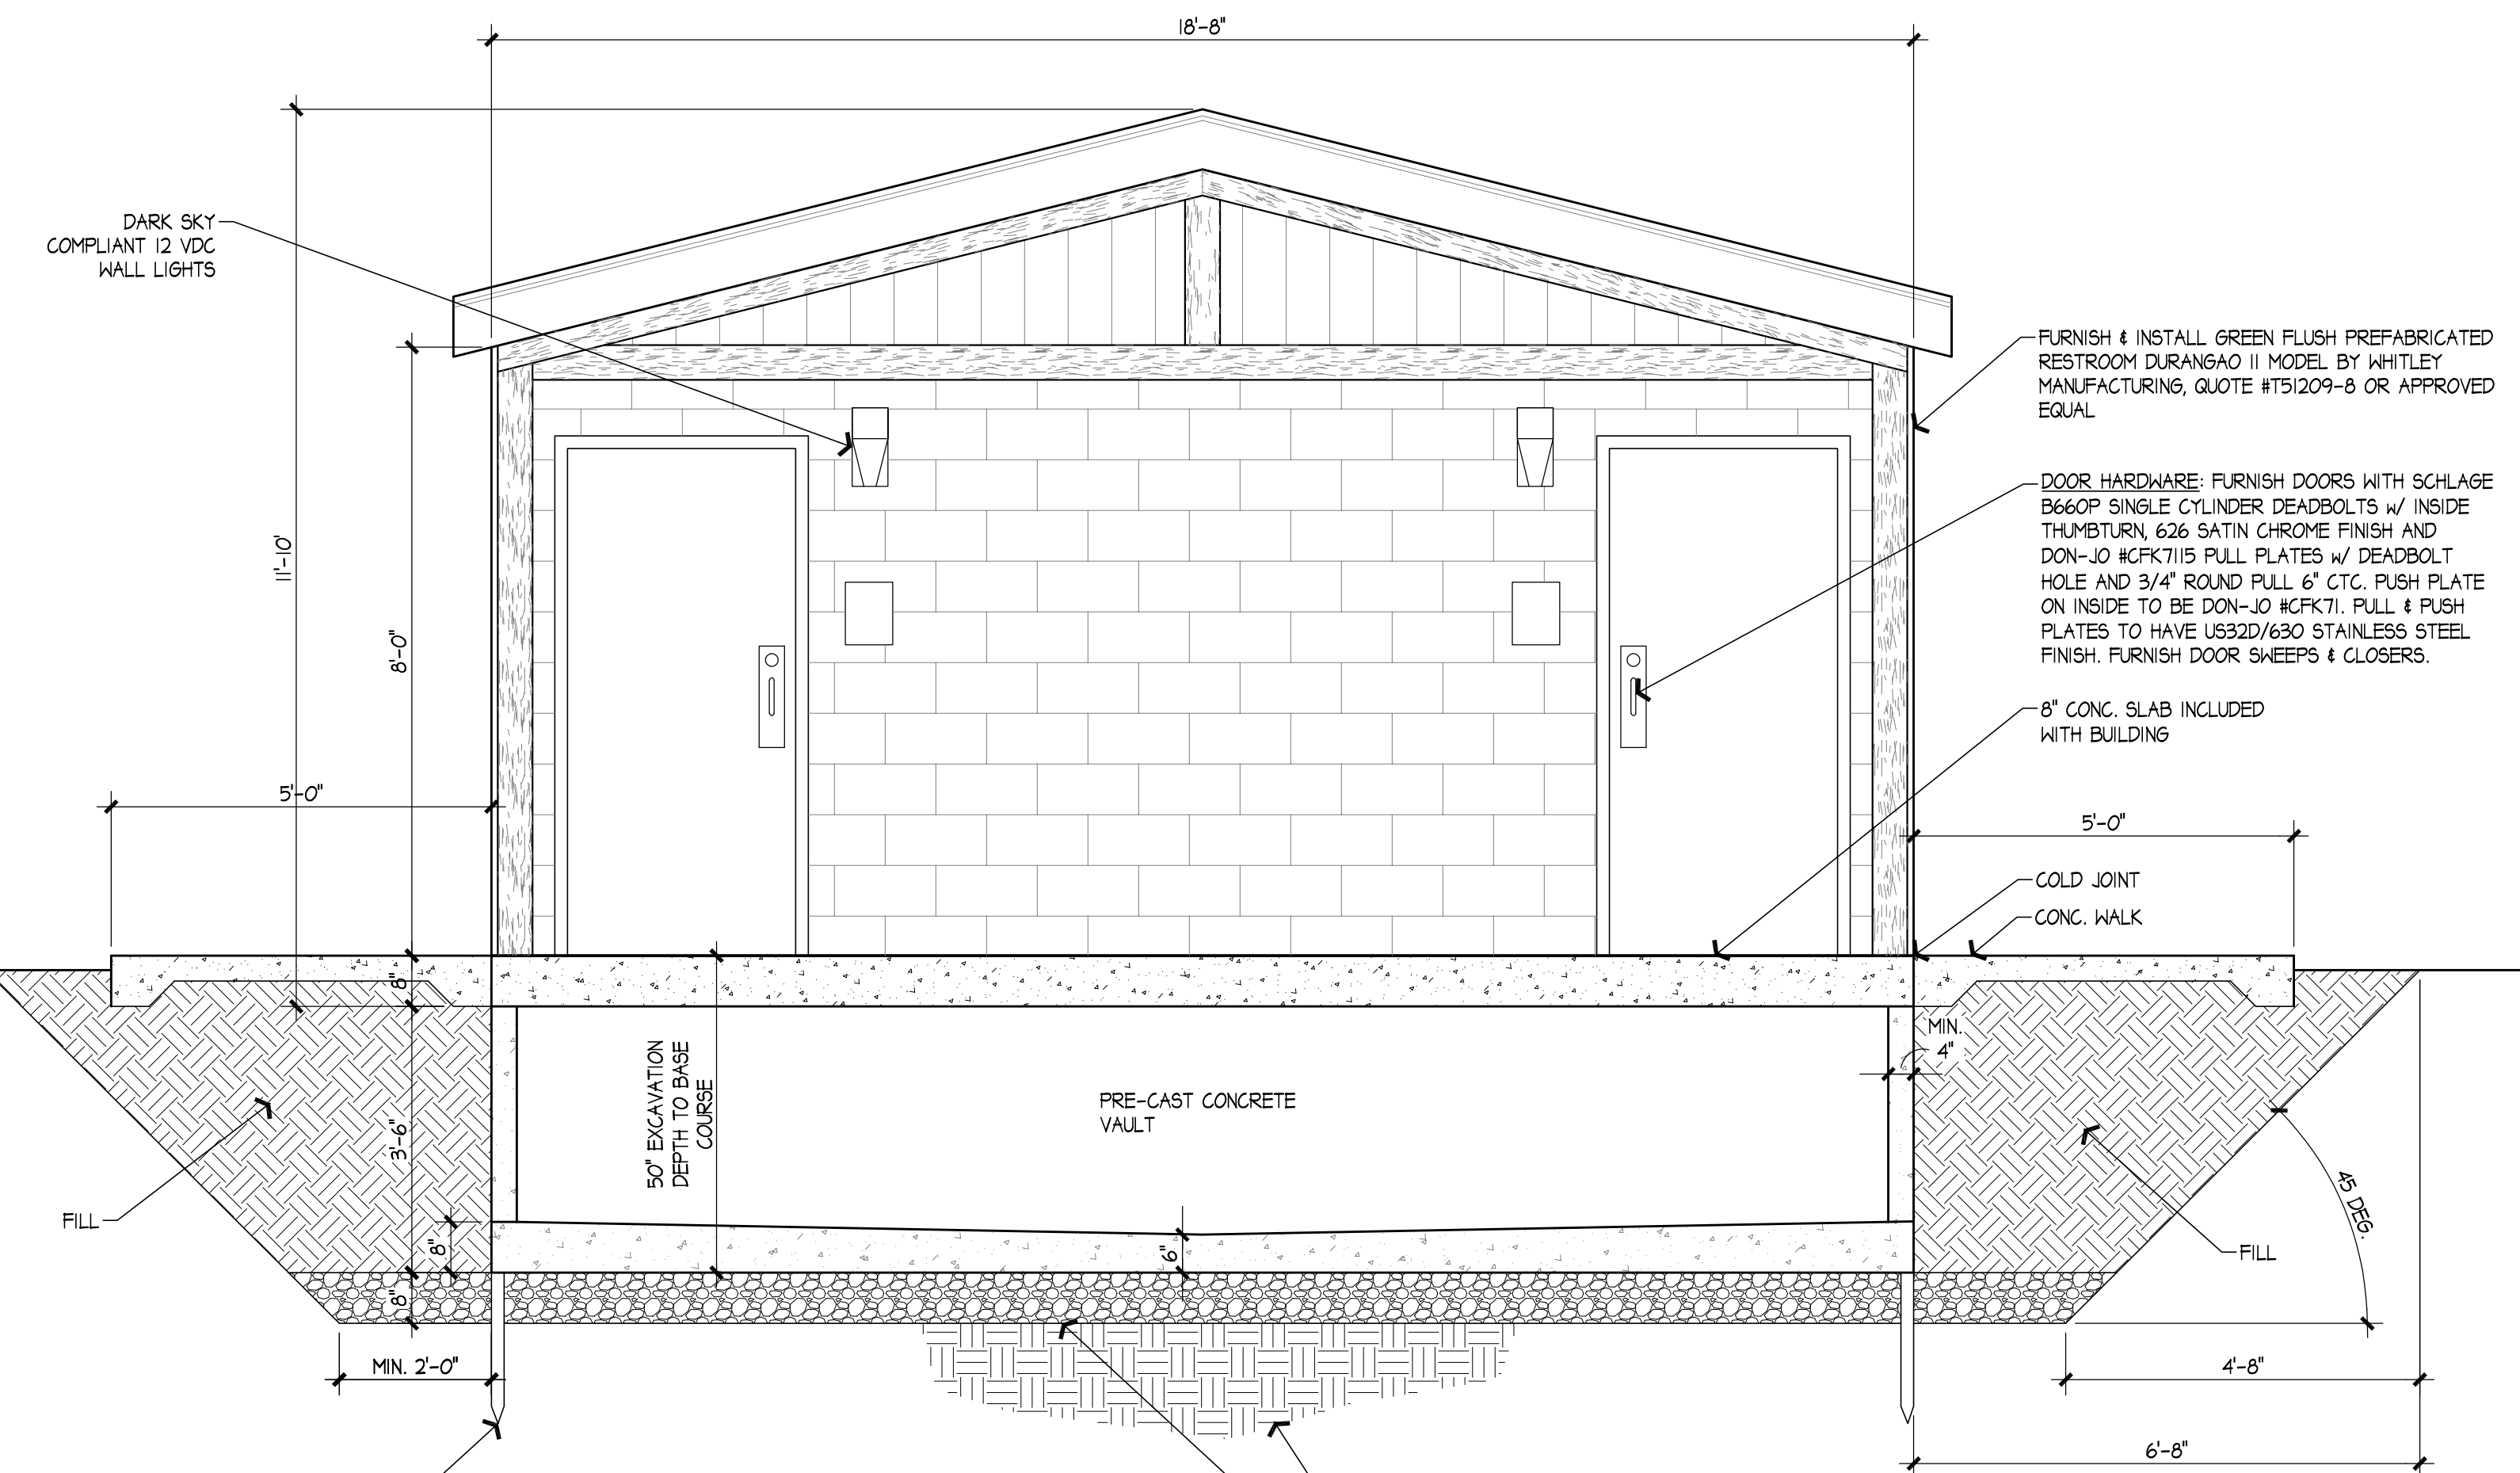 18'-8"
DARK SKY
COMPLIANT 12 VDC
WALL LIGHTS
FURNISH & INSTALL GREEN FLUSH PREFABRICATED
RESTROOM DURANGAO II MODEL BY WHITLEY
MANUFACTURING, QUOTE #T51209-8 OR APPROVED
EQUAL
DOOR HARDWARE: FURNISH DOORS WITH SCHLAGE
B660P SINGLE CYLINDER DEADBOLTS w/ INSIDE
THUMBTURN, 626 SATIN CHROME FINISH AND
DON-JO #CFK7115 PULL PLATES w/ DEADBOLT
HOLE AND 3/4" ROUND PULL 6" CTC. PUSH PLATE
ON INSIDE TO BE DON-JO #CFK71. PULL & PUSH
PLATES TO HAVE US32D/630 STAINLESS STEEL
FINISH. FURNISH DOOR SWEEPS & CLOSERS.
11'-10'
8'-0"
8" CONC. SLAB INCLUDED
WITH BUILDING
5'-0"
5'-0"
COLD JOINT
CONC. WALK
8"
MIN.
4"
50" EXCAVATION
DEPTH TO BASE
COURSE
PRE-CAST CONCRETE
VAULT
3'-6"
45 DEG.
FILL
FILL
8"
6"
8"
MIN. 2'-0"
4'-8"
6'-8"